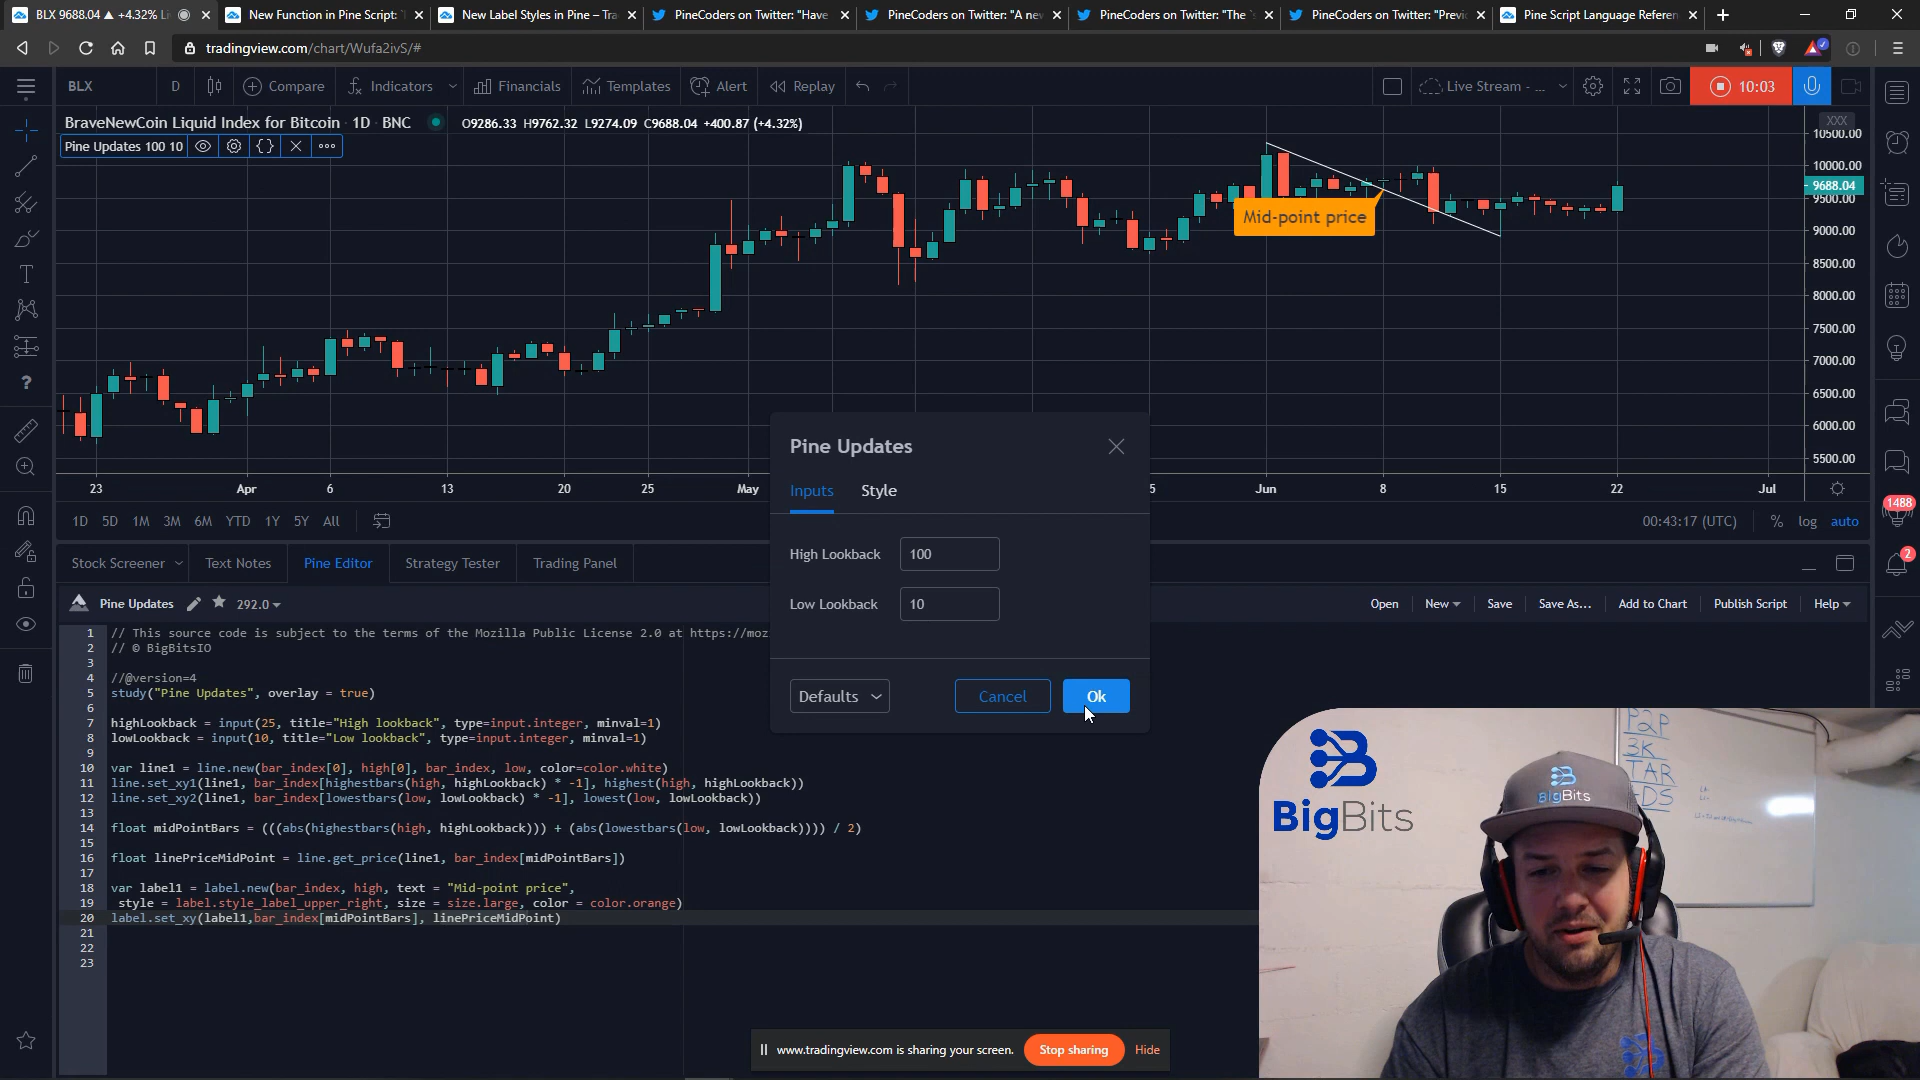 BLX 9688.04 ▲ +4.32%
New Function in Pine Script:
New Label Styles in Pine – Tra
PineCoders on Twitter: "Have
PineCoders on Twitter: "A nev
PineCoders on Twitter: "The
PineCoders on Twitter: "Previ
Pine Script Language Referen
tradingview.com/chart/Wufa2ivS/#
BLX
D
Compare
Indicators
Financials
Templates
Alert
Replay
Live Stream - ...
10:03
BraveNewCoin Liquid Index for Bitcoin · 1D · BNC
O9286.33 H9762.32 L9274.09 C9688.04 +400.87 (+4.32%)
Pine Updates 100 10
XXX
10500.00
10000.00
9688.04
9500.00
9000.00
8500.00
8000.00
7500.00
7000.00
6500.00
6000.00
5500.00
Mid-point price
23 Apr 6 13 20 25 May 5 Jun 8 15 22 Jul
1D 5D 1M 3M 6M YTD 1Y 5Y All
00:43:17 (UTC) % log auto
1488
2
Pine Updates
Inputs
Style
High Lookback 100
Low Lookback 10
Defaults
Cancel
Ok
Stock Screener
Text Notes
Pine Editor
Strategy Tester
Trading Panel
Pine Updates 292.0
Open New Save Save As... Add to Chart Publish Script Help
1 // This source code is subject to the terms of the Mozilla Public License 2.0 at https://moz
2 // © BigBitsIO
3
4 //@version=4
5 study("Pine Updates", overlay = true)
6
7 highLookback = input(25, title="High lookback", type=input.integer, minval=1)
8 lowLookback = input(10, title="Low lookback", type=input.integer, minval=1)
9
10 var line1 = line.new(bar_index[0], high[0], bar_index, low, color=color.white)
11 line.set_xy1(line1, bar_index[highestbars(high, highLookback) * -1], highest(high, highLookback))
12 line.set_xy2(line1, bar_index[lowestbars(low, lowLookback) * -1], lowest(low, lowLookback))
13
14 float midPointBars = (((abs(highestbars(high, highLookback))) + (abs(lowestbars(low, lowLookback)))) / 2)
15
16 float linePriceMidPoint = line.get_price(line1, bar_index[midPointBars])
17
18 var label1 = label.new(bar_index, high, text = "Mid-point price",
19 style = label.style_label_upper_right, size = size.large, color = color.orange)
20 label.set_xy(label1,bar_index[midPointBars], linePriceMidPoint)
21
22
23
www.tradingview.com is sharing your screen.
Stop sharing
Hide
BigBits
BigBits
P2P
3K
TAR